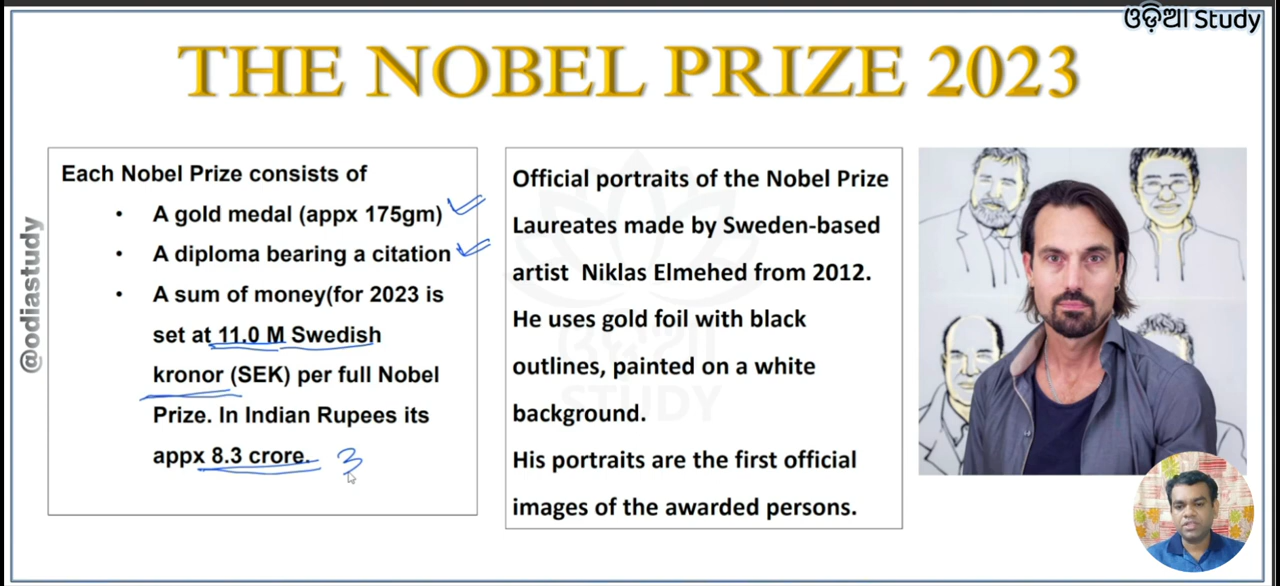 ଓଡ଼ିଆ Study
THE NOBEL PRIZE 2023
Each Nobel Prize consists of
• A gold medal (appx 175gm)
• A diploma bearing a citation
• A sum of money(for 2023 is
set at 11.0 M Swedish
kronor (SEK) per full Nobel
Prize. In Indian Rupees its
appx 8.3 crore. 3
Official portraits of the Nobel Prize
Laureates made by Sweden-based
artist Niklas Elmehed from 2012.
He uses gold foil with black
outlines, painted on a white
background.
His portraits are the first official
images of the awarded persons.
@odiastudy
ଓଡ଼ିଆ
STUDY